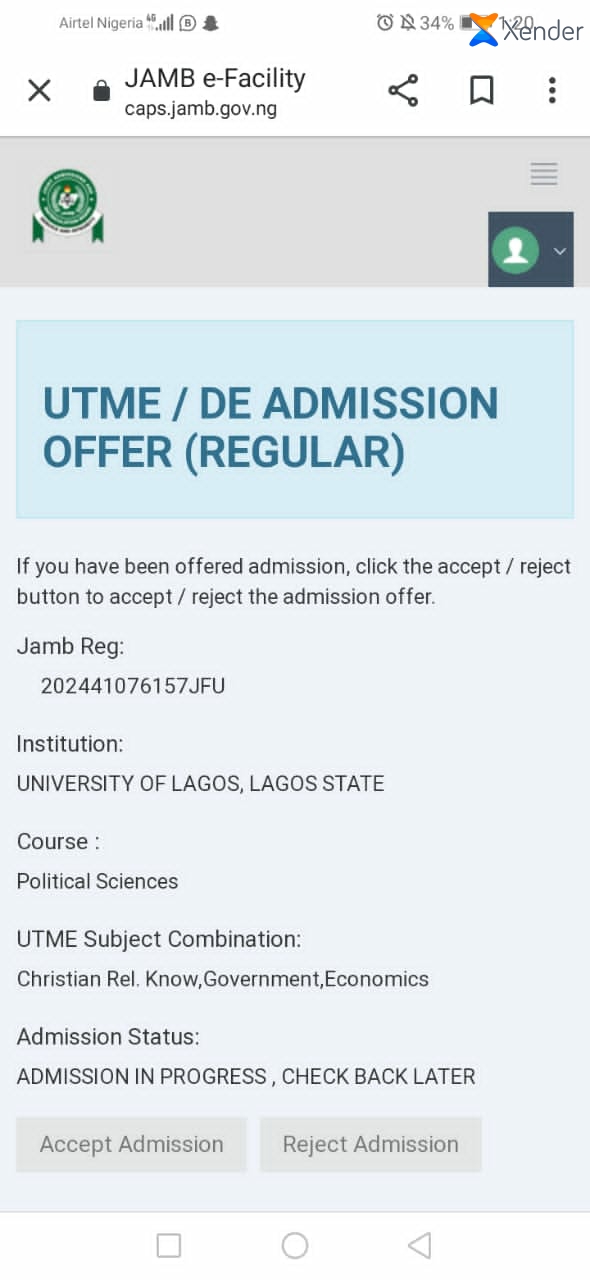 Airtel Nigeria 4G B 34% 1:20
Xender
JAMB e-Facility
caps.jamb.gov.ng
UTME / DE ADMISSION
OFFER (REGULAR)
If you have been offered admission, click the accept / reject
button to accept / reject the admission offer.
Jamb Reg:
202441076157JFU
Institution:
UNIVERSITY OF LAGOS, LAGOS STATE
Course :
Political Sciences
UTME Subject Combination:
Christian Rel. Know,Government,Economics
Admission Status:
ADMISSION IN PROGRESS , CHECK BACK LATER
Accept Admission Reject Admission